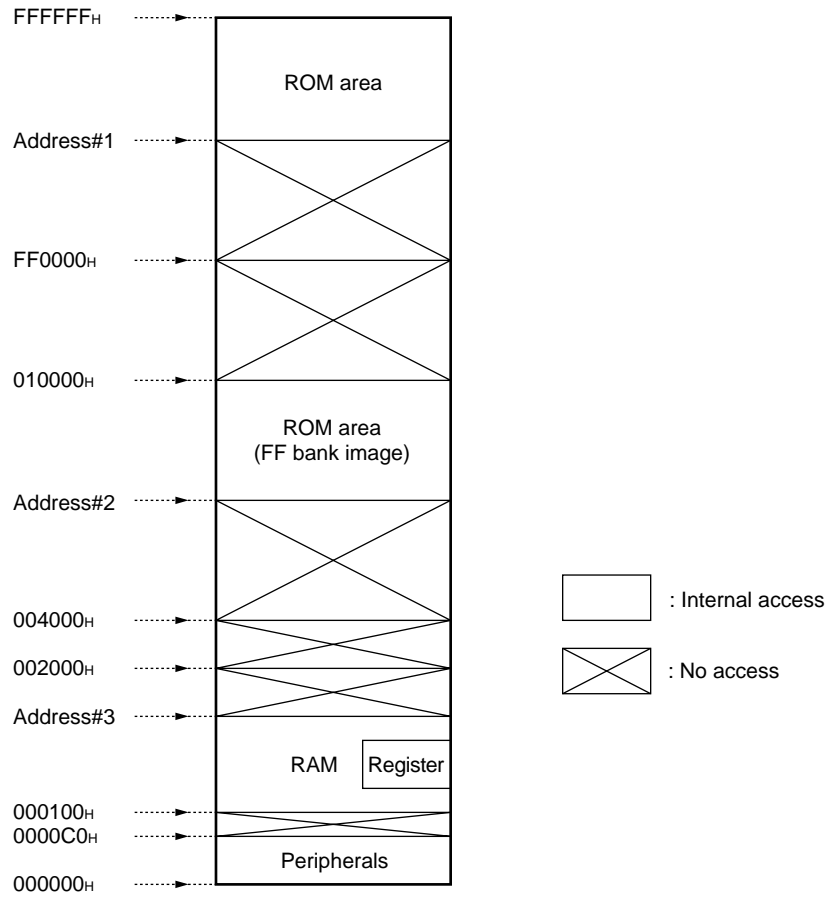 FFFFFFH
ROM area
Address#1
FF0000H
010000H
ROM area
(FF bank image)
Address#2
: Internal access
004000H
: No access
002000H
Address#3
RAM
Register
000100H
0000C0H
Peripherals
000000H